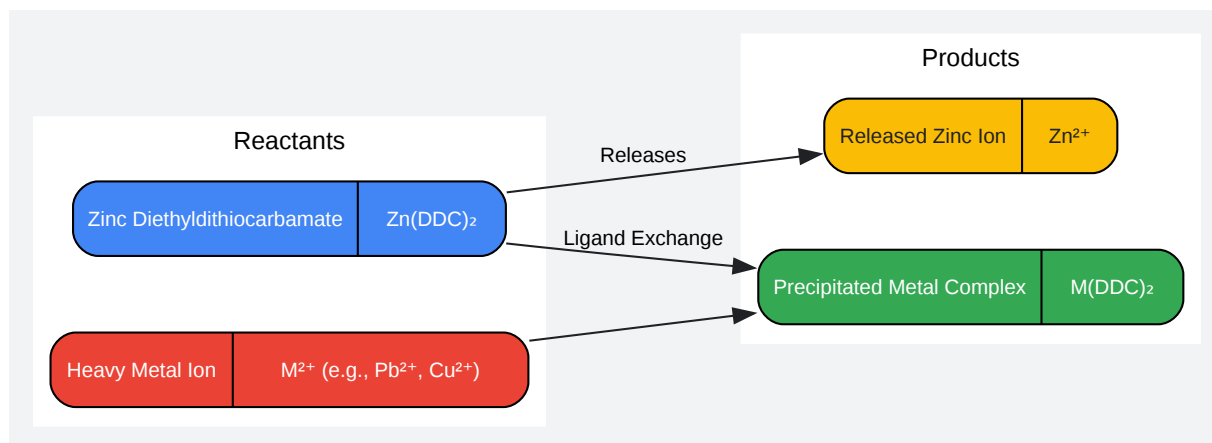 Reactants
Zinc Diethyldithiocarbamate Zn(DDC)₂
Heavy Metal Ion M²⁺ (e.g., Pb²⁺, Cu²⁺)
Releases
Ligand Exchange
Products
Released Zinc Ion Zn²⁺
Precipitated Metal Complex M(DDC)₂